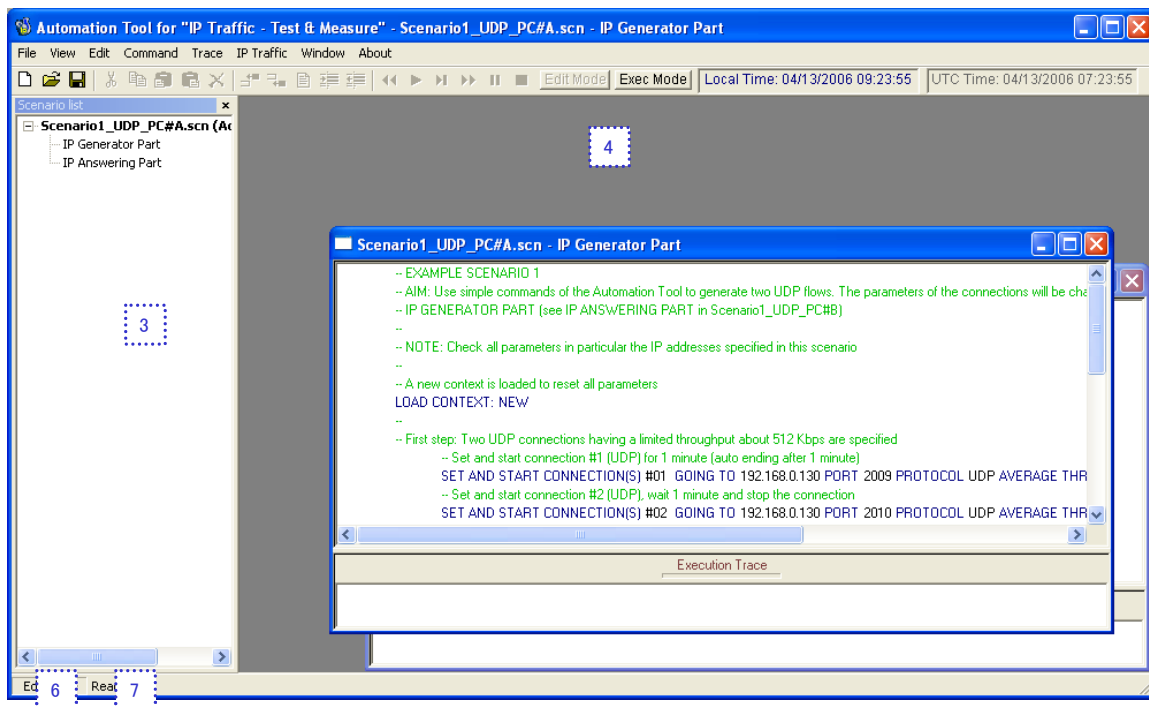 Automation Tool for "IP Traffic - Test & Measure" - Scenario1_UDP_PC#A.scn - IP Generator Part
File View Edit Command Trace IP Traffic Window About
Edit Mode Exec Mode Local Time: 04/13/2006 09:23:55 UTC Time: 04/13/2006 07:23:55
Scenario list
Scenario1_UDP_PC#A.scn (Ac
IP Generator Part
IP Answering Part
4
3
Scenario1_UDP_PC#A.scn - IP Generator Part
-- EXAMPLE SCENARIO 1
-- AIM: Use simple commands of the Automation Tool to generate two UDP flows. The parameters of the connections will be cha
-- IP GENERATOR PART (see IP ANSWERING PART in Scenario1_UDP_PC#B)
--
-- NOTE: Check all parameters in particular the IP addresses specified in this scenario
--
-- A new context is loaded to reset all parameters
LOAD CONTEXT: NEW
--
-- First step: Two UDP connections having a limited throughput about 512 Kbps are specified
-- Set and start connection #1 (UDP) for 1 minute (auto ending after 1 minute)
SET AND START CONNECTION(S) #01 GOING TO 192.168.0.130 PORT 2009 PROTOCOL UDP AVERAGE THR
-- Set and start connection #2 (UDP), wait 1 minute and stop the connection
SET AND START CONNECTION(S) #02 GOING TO 192.168.0.130 PORT 2010 PROTOCOL UDP AVERAGE THR
Execution Trace
Ed 6 Rea 7